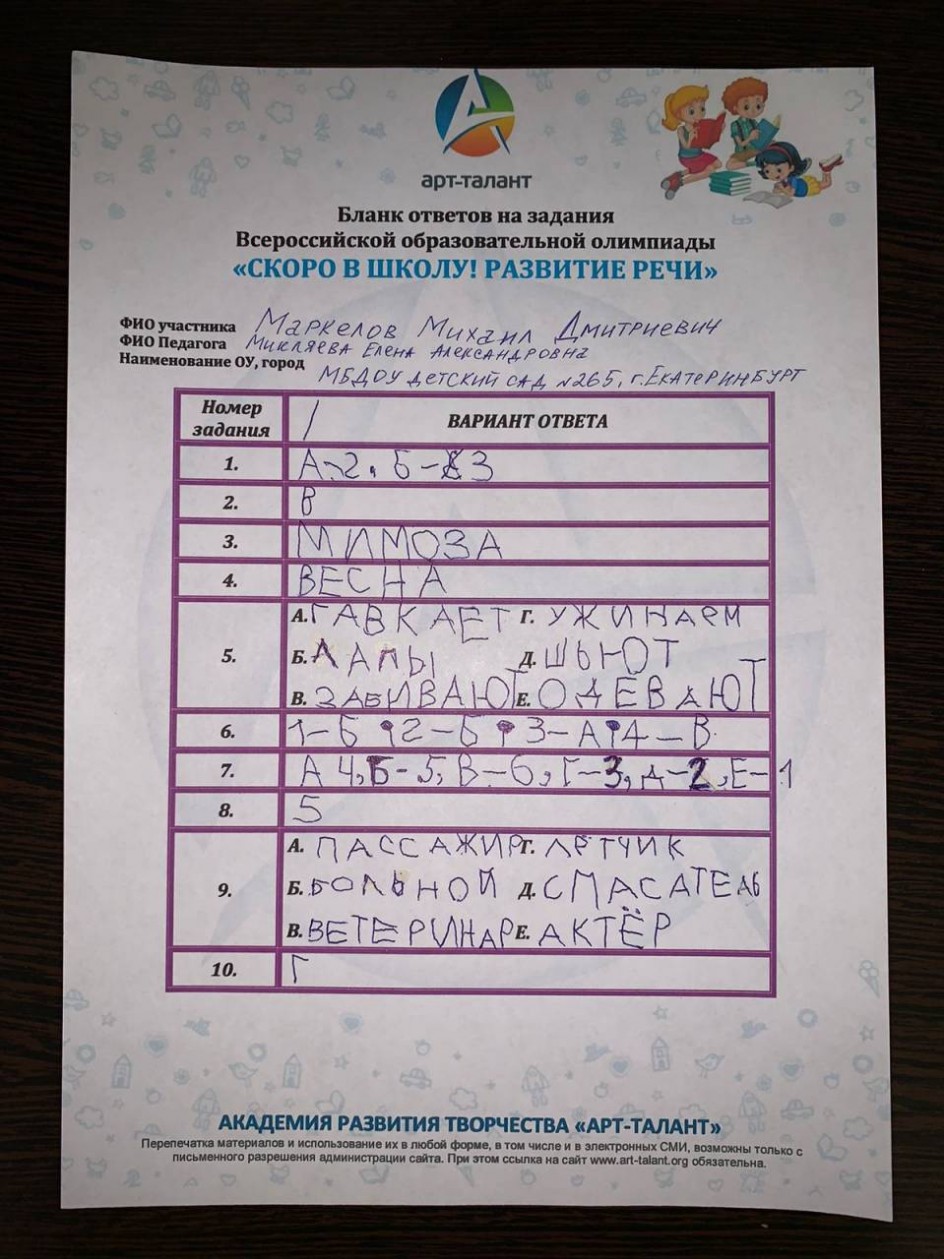 арт-талант
Бланк ответов на задания
Всероссийской образовательной олимпиады
«СКОРО В ШКОЛУ! РАЗВИТИЕ РЕЧИ»
ФИО участника Маркелов Михаил Дмитриевич
ФИО Педагога Микляева Елена Александровна
Наименование ОУ, город МБДОУ детский сад №265, г. Екатеринбург
Номер задания / ВАРИАНТ ОТВЕТА
1. А-2, Б-3
2. В
3. МИМОЗА
4. ВЕСНА
5.
А. ГАВКАЕТ Г. УЖИНАЕМ
Б. ЛАПЫ Д. ШЬЮТ
В. ЗАБИВАЮТ Е. ОДЕВАЮТ
6. 1-Б, 2-Б, 3-А, 4-В
7. А 4, Б-5, В-6, Г-3, Д-2, Е-1
8. 5
9.
А. ПАССАЖИР Г. ЛЁТЧИК
Б. БОЛЬНОЙ Д. СПАСАТЕЛЬ
В. ВЕТЕРИНАР Е. АКТЁР
10. Г
АКАДЕМИЯ РАЗВИТИЯ ТВОРЧЕСТВА «АРТ-ТАЛАНТ»
Перепечатка материалов и использование их в любой форме, в том числе и в электронных СМИ, возможны только с
письменного разрешения администрации сайта. При этом ссылка на сайт www.art-talant.org обязательна.